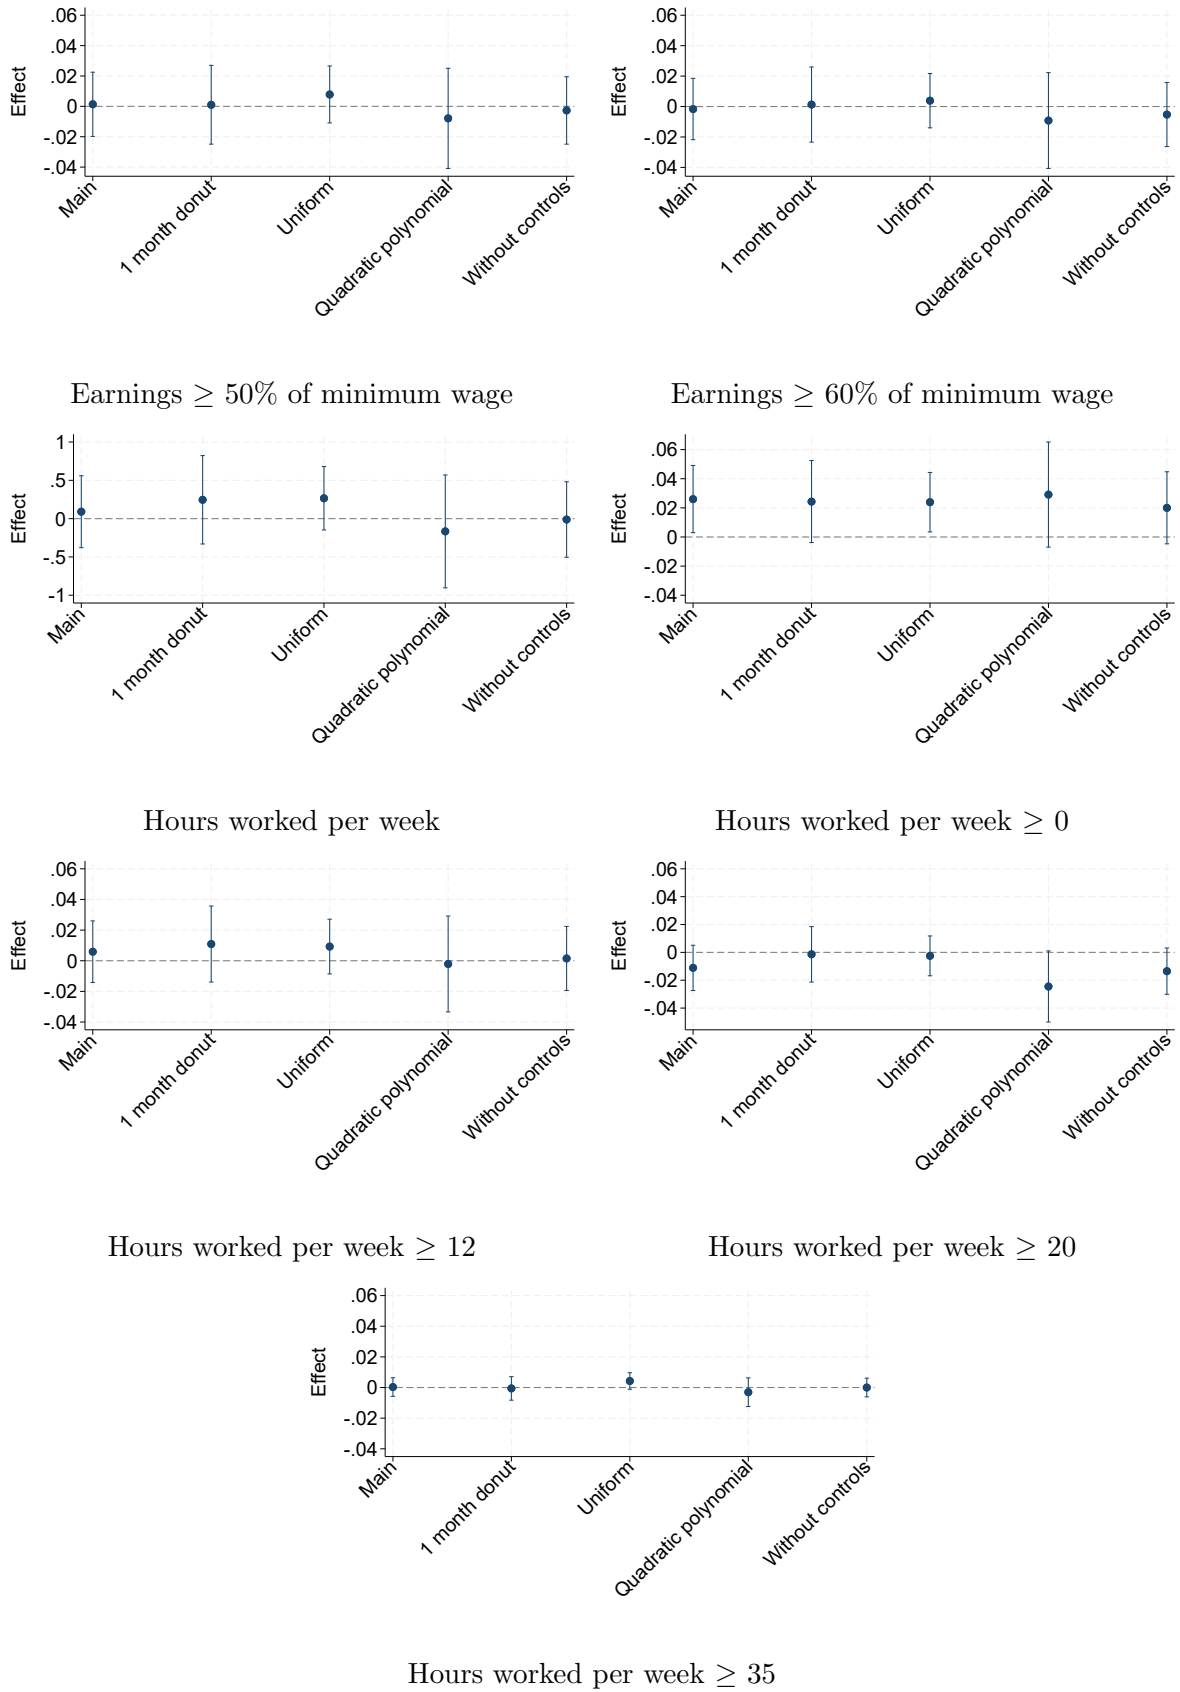 Effect
.06
.04
.02
0
-.02
-.04
Main
1 month donut
Uniform
Quadratic polynomial
Without controls
Earnings ≥ 50% of minimum wage
Effect
.06
.04
.02
0
-.02
-.04
Main
1 month donut
Uniform
Quadratic polynomial
Without controls
Earnings ≥ 60% of minimum wage
Effect
1
.5
0
-.5
-1
Main
1 month donut
Uniform
Quadratic polynomial
Without controls
Hours worked per week
Effect
.06
.04
.02
0
-.02
-.04
Main
1 month donut
Uniform
Quadratic polynomial
Without controls
Hours worked per week ≥ 0
Effect
.06
.04
.02
0
-.02
-.04
Main
1 month donut
Uniform
Quadratic polynomial
Without controls
Hours worked per week ≥ 12
Effect
.06
.04
.02
0
-.02
-.04
Main
1 month donut
Uniform
Quadratic polynomial
Without controls
Hours worked per week ≥ 20
Effect
.06
.04
.02
0
-.02
-.04
Main
1 month donut
Uniform
Quadratic polynomial
Without controls
Hours worked per week ≥ 35